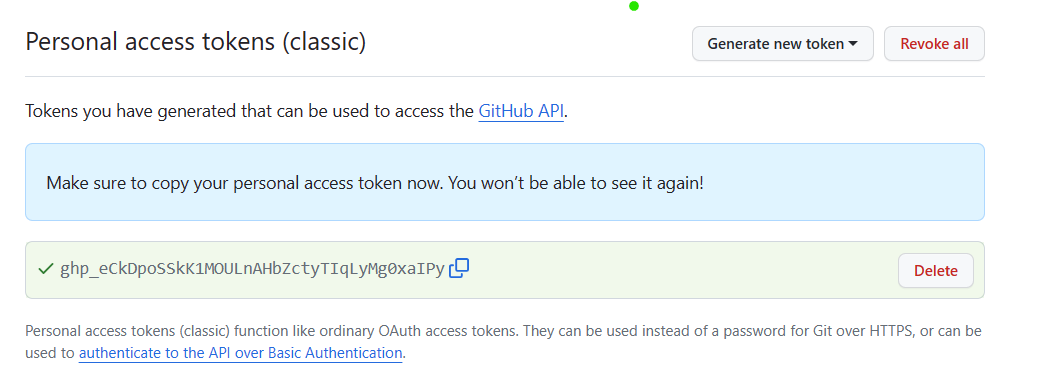 Personal access tokens (classic)
Generate new token
Revoke all
Tokens you have generated that can be used to access the GitHub API.
Make sure to copy your personal access token now. You won’t be able to see it again!
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
Delete
Personal access tokens (classic) function like ordinary OAuth access tokens. They can be used instead of a password for Git over HTTPS, or can be
used to authenticate to the API over Basic Authentication.